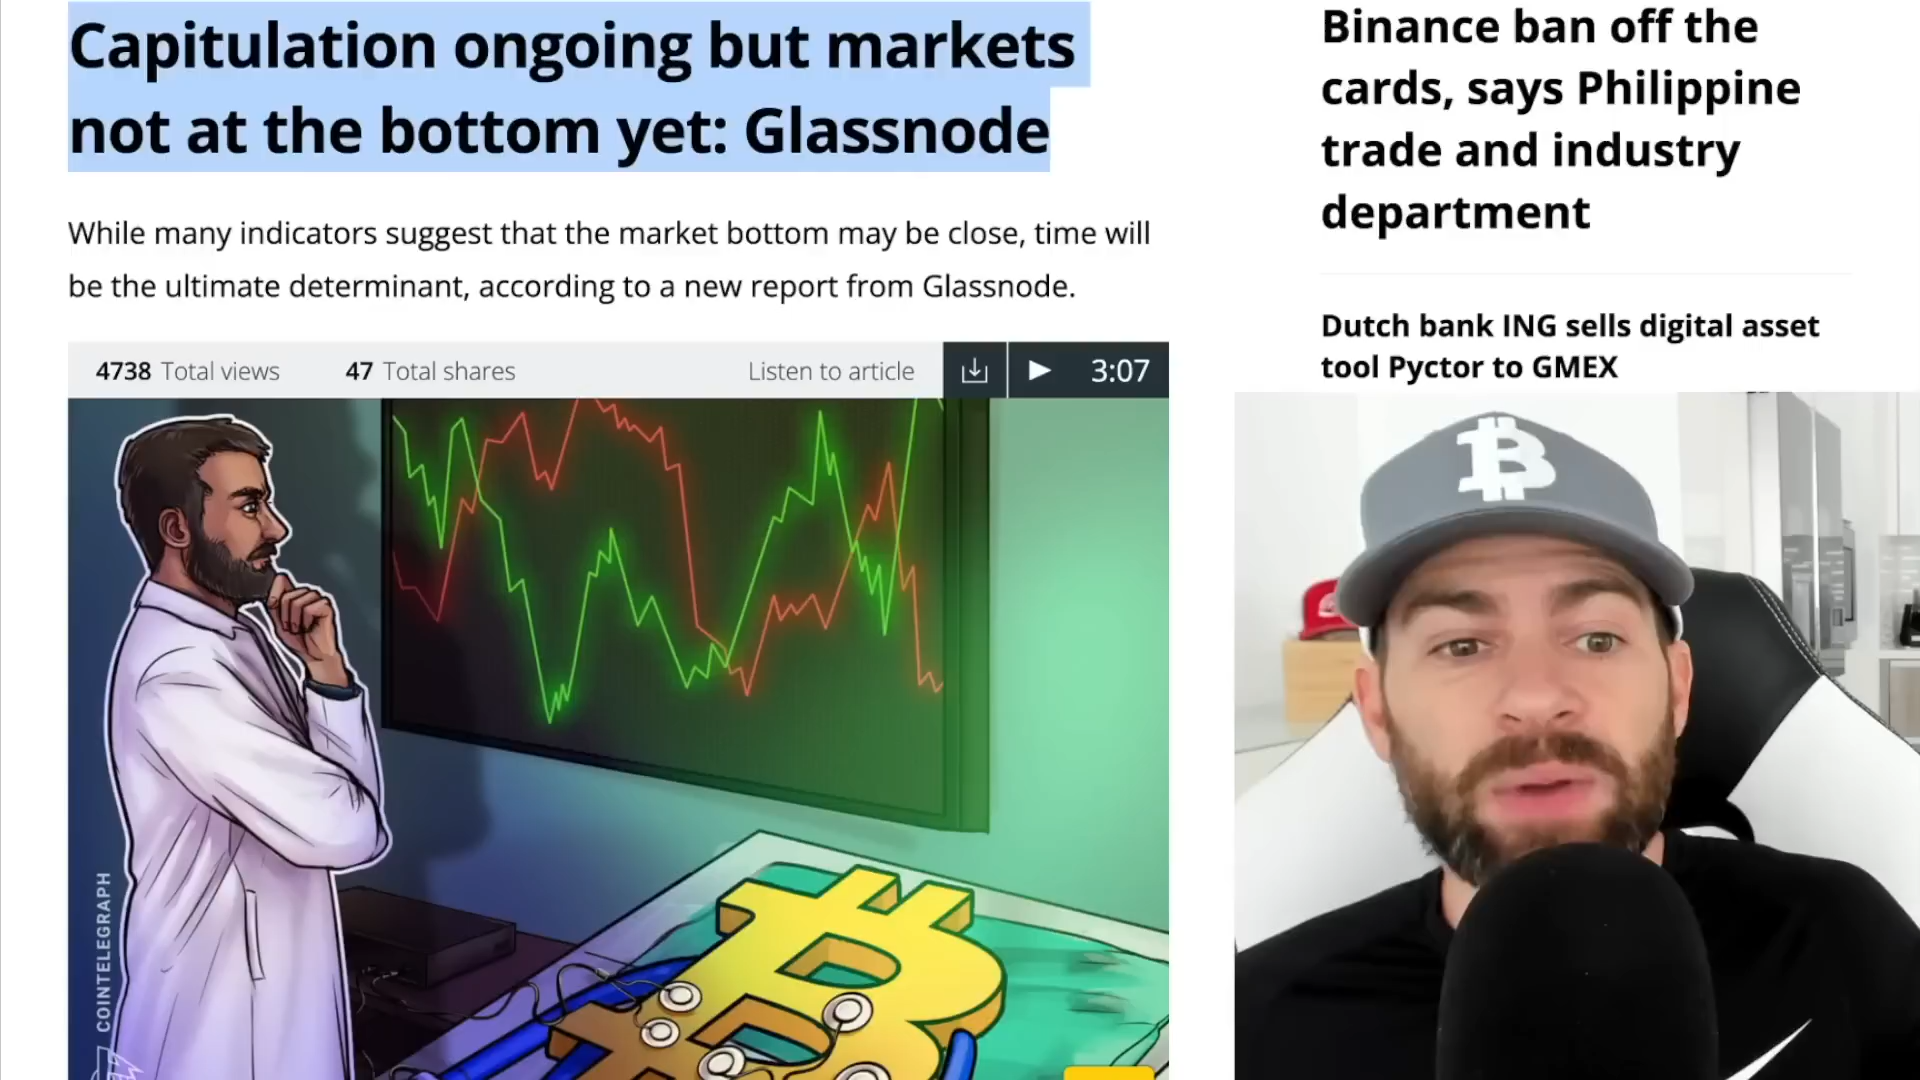 Capitulation ongoing but markets
not at the bottom yet: Glassnode
While many indicators suggest that the market bottom may be close, time will
be the ultimate determinant, according to a new report from Glassnode.
4738 Total views
47 Total shares
Listen to article
3:07
COINTELEGRAPH
Binance ban off the
cards, says Philippine
trade and industry
department
Dutch bank ING sells digital asset
tool Pyctor to GMEX